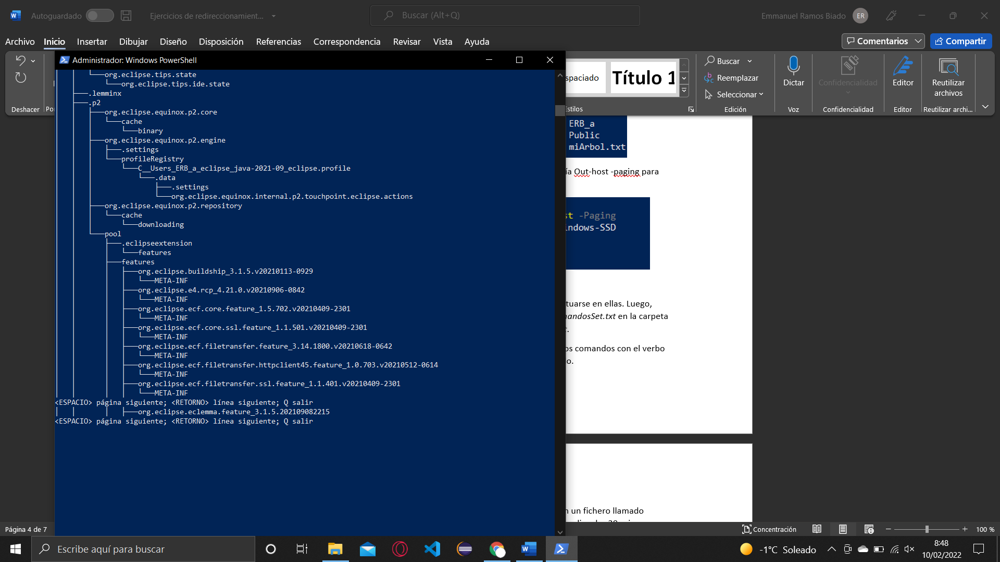 Autoguardado
Ejercicios de redireccionamient...
Buscar (Alt+Q)
Emmanuel Ramos Biado
ER
Archivo Inicio Insertar Dibujar Diseño Disposición Referencias Correspondencia Revisar Vista Ayuda
Comentarios
Compartir
Deshacer
Por
spaciado
Título 1
Estilos
Buscar
Reemplazar
Seleccionar
Edición
Dictar
Voz
Confidencialidad
Confidencialidad
Editor
Editor
Reutilizar
archivos
Reutilizar archi...
Administrador: Windows PowerShell
│   │   └───org.eclipse.tips.state
│   │       └───org.eclipse.tips.ide.state
│   ├───.lemminx
│   ├───.p2
│   │   ├───org.eclipse.equinox.p2.core
│   │   │   └───cache
│   │   │       └───binary
│   │   ├───org.eclipse.equinox.p2.engine
│   │   │   ├───.settings
│   │   │   └───profileRegistry
│   │   │       └───C__Users_ERB_a_eclipse_java-2021-09_eclipse.profile
│   │   │           └───.data
│   │   │               ├───.settings
│   │   │               └───org.eclipse.equinox.internal.p2.touchpoint.eclipse.actions
│   │   ├───org.eclipse.equinox.p2.repository
│   │   │   └───cache
│   │   │       └───downloading
│   │   └───pool
│   │       ├───.eclipseextension
│   │       │   └───features
│   │       ├───features
│   │       │   ├───org.eclipse.buildship_3.1.5.v20210113-0929
│   │       │   │   └───META-INF
│   │       │   ├───org.eclipse.e4.rcp_4.21.0.v20210906-0842
│   │       │   │   └───META-INF
│   │       │   ├───org.eclipse.ecf.core.feature_1.5.702.v20210409-2301
│   │       │   │   └───META-INF
│   │       │   ├───org.eclipse.ecf.core.ssl.feature_1.1.501.v20210409-2301
│   │       │   │   └───META-INF
│   │       │   ├───org.eclipse.ecf.filetransfer.feature_3.14.1800.v20210618-0642
│   │       │   │   └───META-INF
│   │       │   ├───org.eclipse.ecf.filetransfer.httpclient45.feature_1.0.703.v20210512-0614
│   │       │   │   └───META-INF
│   │       │   ├───org.eclipse.ecf.filetransfer.ssl.feature_1.1.401.v20210409-2301
│   │       │   │   └───META-INF
<ESPACIO> página siguiente; <RETORNO> línea siguiente; Q salir
│   │       │   ├───org.eclipse.eclemma.feature_3.1.5.202109082215
<ESPACIO> página siguiente; <RETORNO> línea siguiente; Q salir
ERB_a
Public
miArbol.txt
ía Out-host -paging para
st -Paging
indows-SSD
tuarse en ellas. Luego,
mandosSet.txt en la carpeta
t.
os comandos con el verbo
o.
n un fichero llamado
Página 4 de 7
Concentración
100 %
Escribe aquí para buscar
-1°C Soleado
8:48
10/02/2022